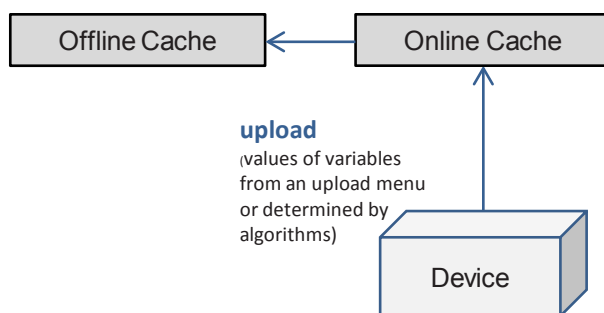 Offline Cache
Online Cache
upload
(values of variables
from an upload menu
or determined by
algorithms)
Device